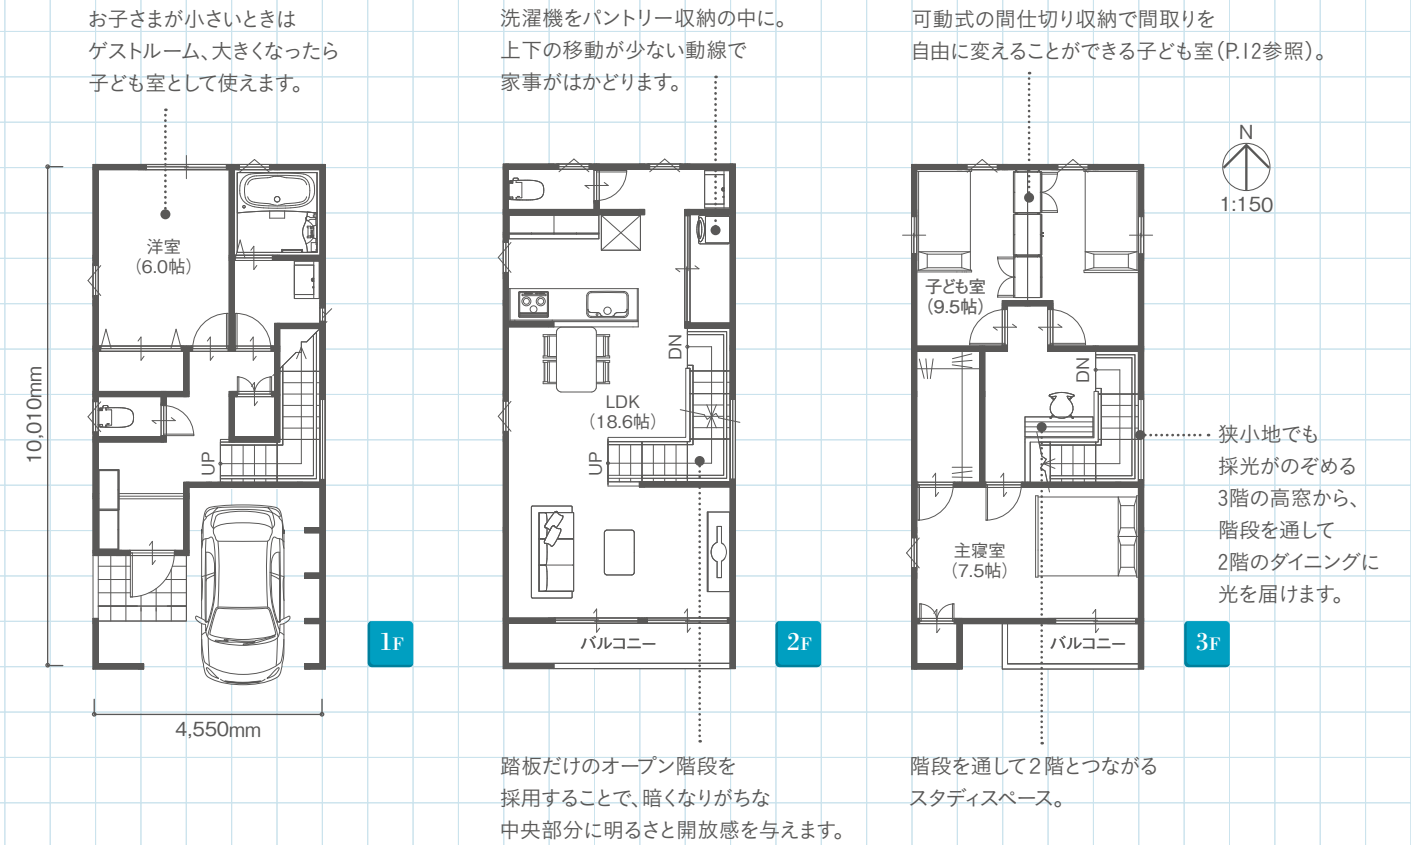 お子さまが小さいときは
ゲストルーム、大きくなったら
子ども室として使えます。
洗濯機をパントリー収納の中に。
上下の移動が少ない動線で
家事がはかどります。
可動式の間仕切り収納で間取りを
自由に変えることができる子ども室（P.12参照）。
N
1:150
10,010mm
洋室
（6.0帖）
UP
4,550mm
1F
DN
LDK
（18.6帖）
UP
バルコニー
2F
子ども室
（9.5帖）
DN
主寝室
（7.5帖）
バルコニー
3F
狭小地でも
採光がのぞめる
3階の高窓から、
階段を通して
2階のダイニングに
光を届けます。
踏板だけのオープン階段を
採用することで、暗くなりがちな
中央部分に明るさと開放感を与えます。
階段を通して2階とつながる
スタディスペース。